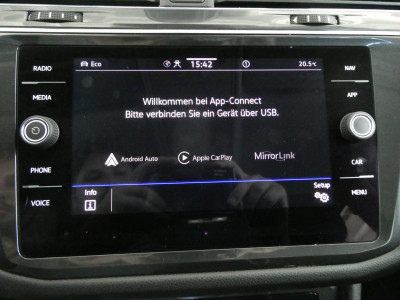 Eco 15:42 20.5°C
RADIO NAV
MEDIA APP
Willkommen bei App-Connect
Bitte verbinden Sie ein Gerät über USB.
Android Auto Apple CarPlay MirrorLink
PHONE CAR
Info Setup
VOICE MENU